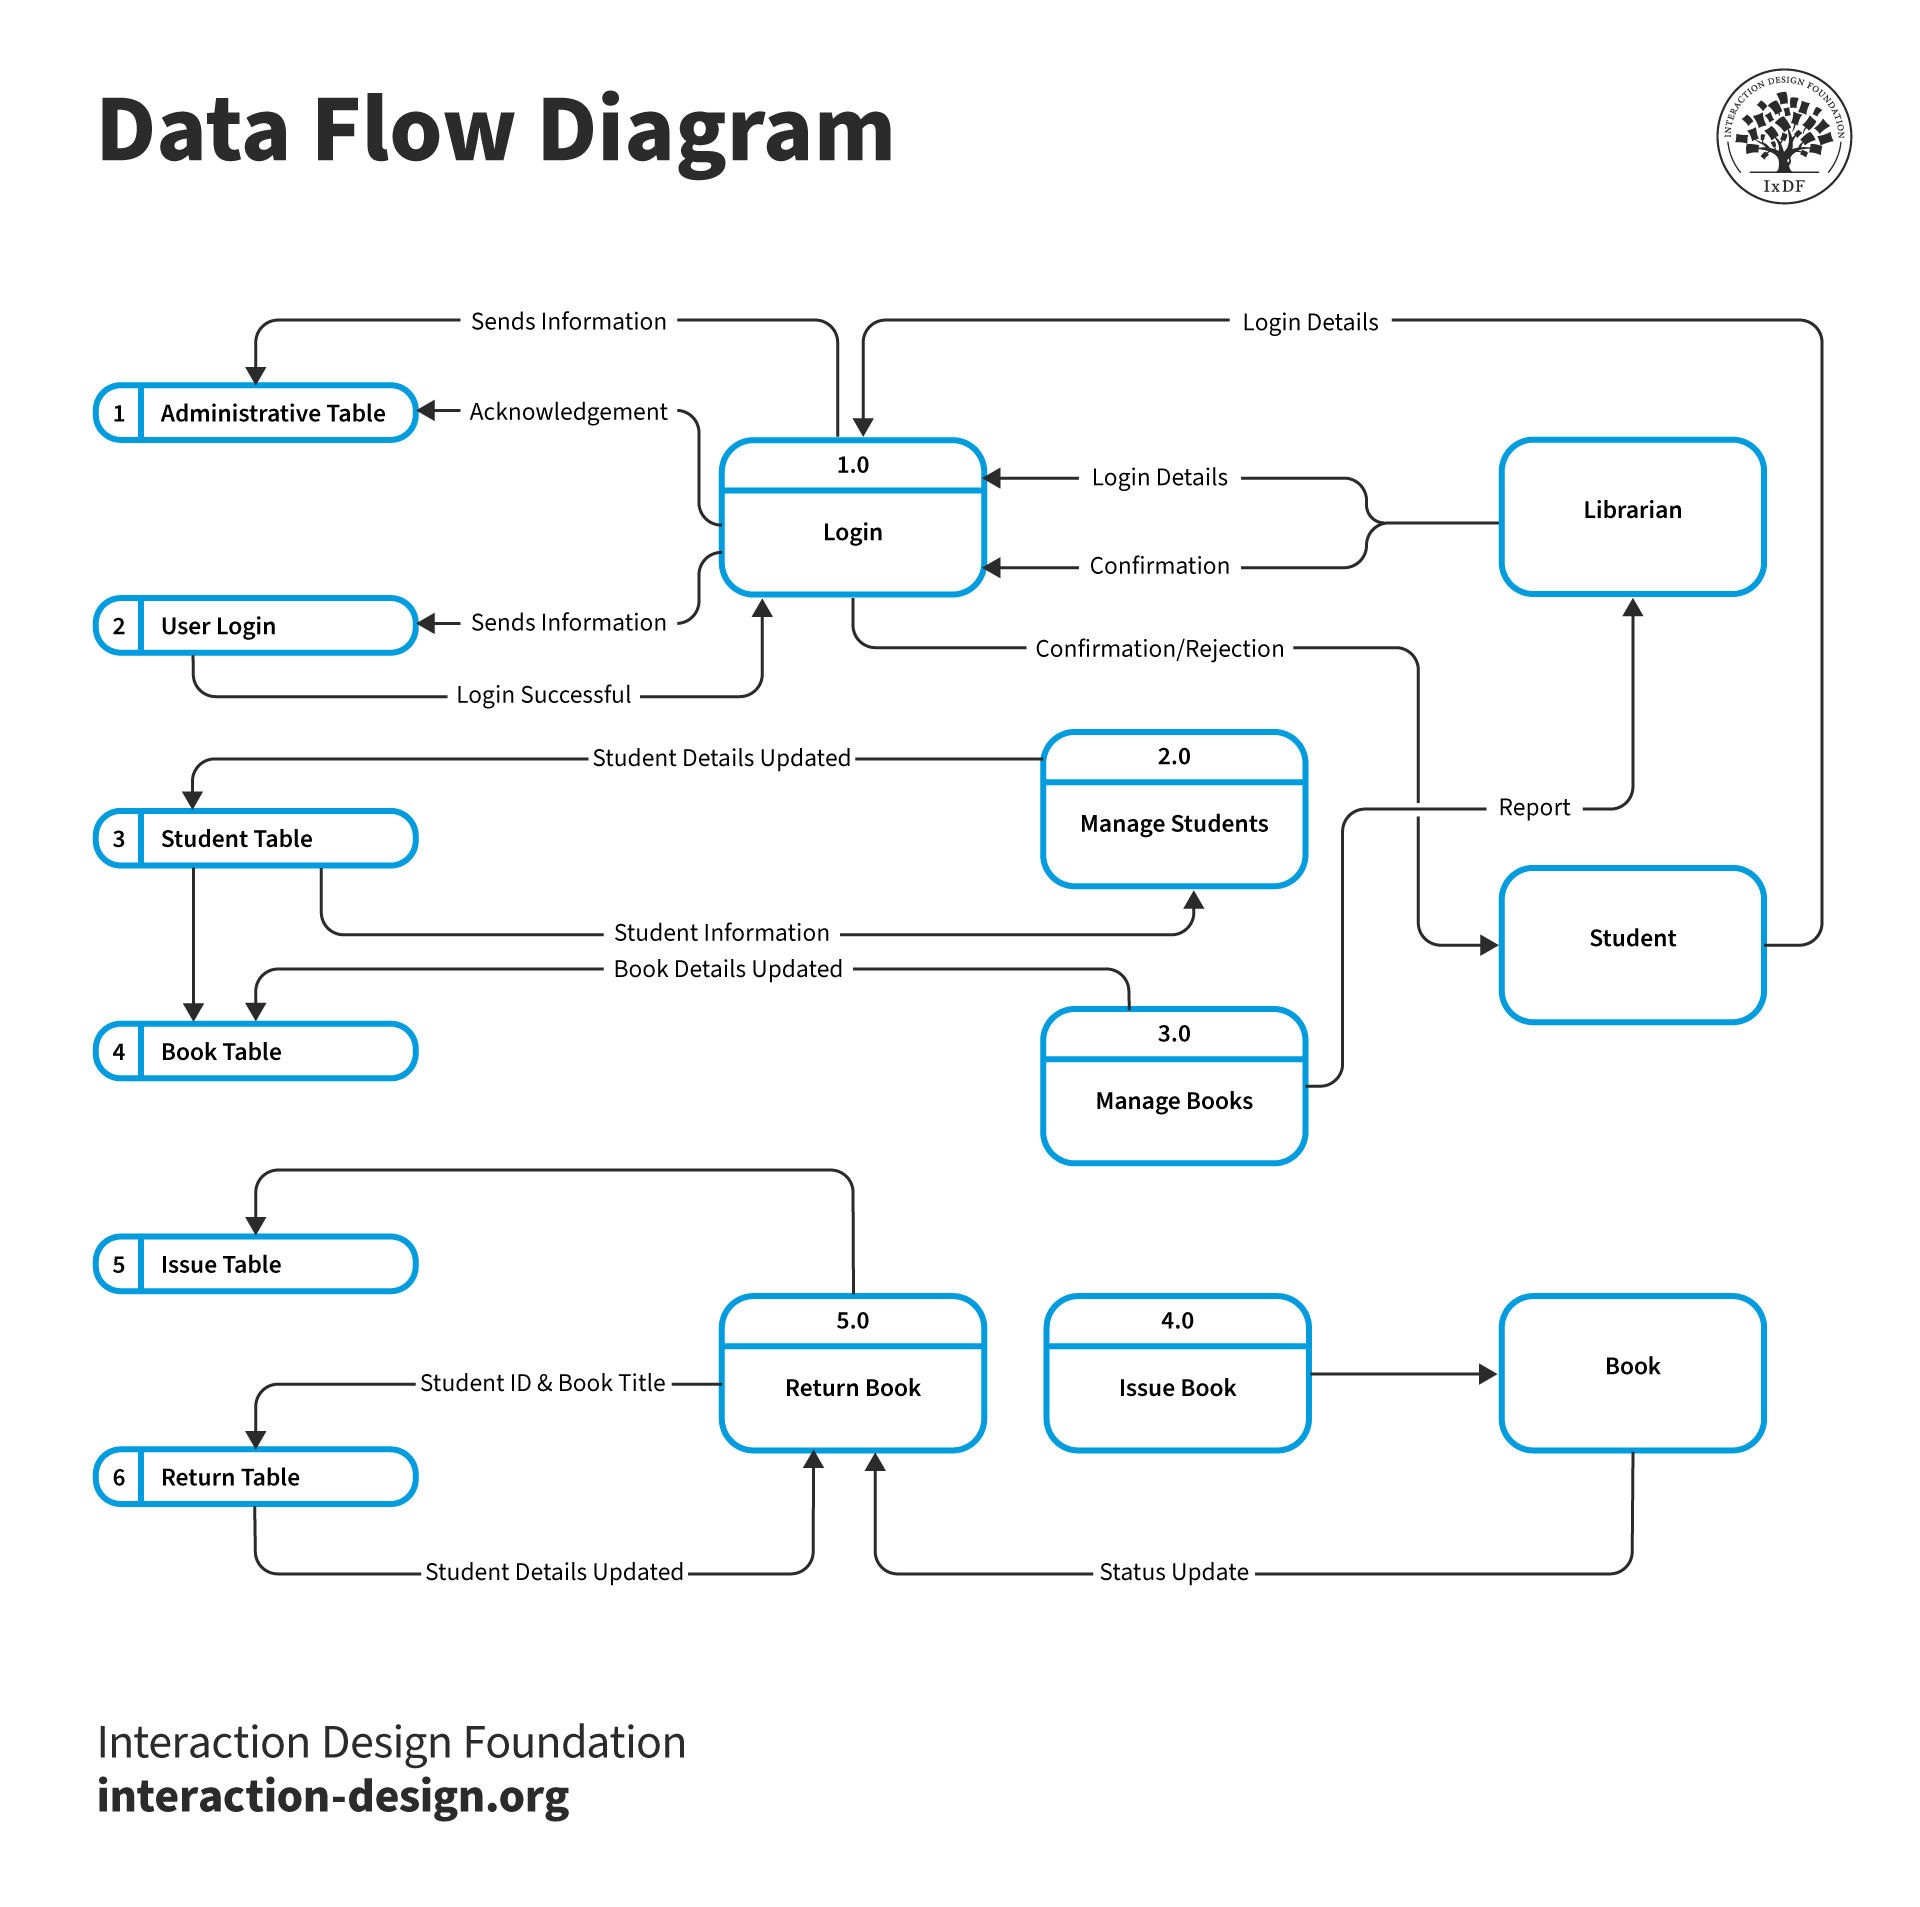 Data Flow Diagram
INTERACTION DESIGN FOUNDATION
IxDF
Sends Information
Login Details
1 Administrative Table
Acknowledgement
1.0
Login
Login Details
Librarian
Confirmation
2 User Login
Sends Information
Confirmation/Rejection
Login Successful
Student Details Updated
2.0
Manage Students
Report
3 Student Table
Student Information
Student
Book Details Updated
4 Book Table
3.0
Manage Books
5 Issue Table
5.0
Return Book
4.0
Issue Book
Book
Student ID & Book Title
6 Return Table
Student Details Updated
Status Update
Interaction Design Foundation
interaction-design.org